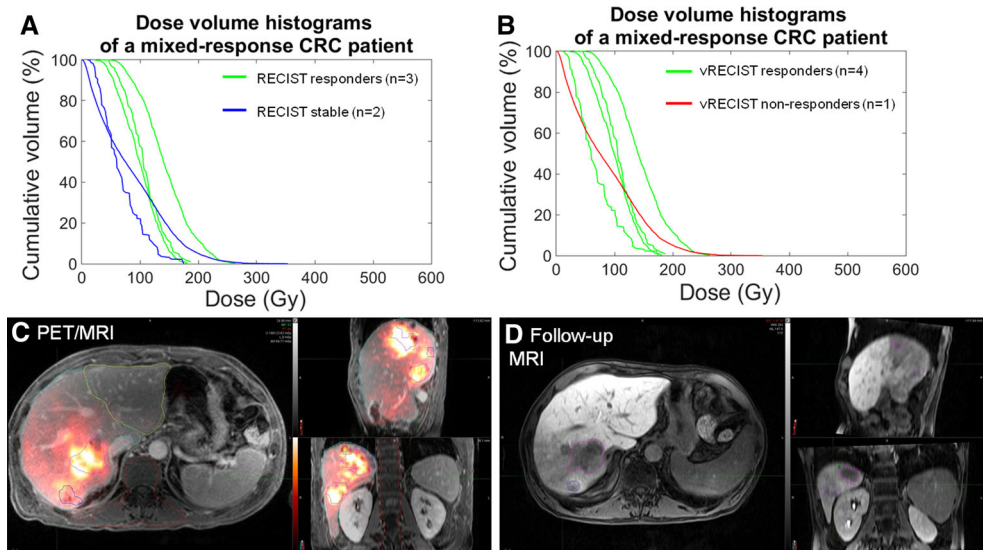 A
Dose volume histograms
of a mixed-response CRC patient
Cumulative volume (%)
100
80
60
40
20
0
RECIST responders (n=3)
RECIST stable (n=2)
0 100 200 300 400 500 600
Dose (Gy)
B
Dose volume histograms
of a mixed-response CRC patient
Cumulative volume (%)
100
80
60
40
20
0
vRECIST responders (n=4)
vRECIST non-responders (n=1)
0 100 200 300 400 500 600
Dose (Gy)
C PET/MRI
D Follow-up
MRI